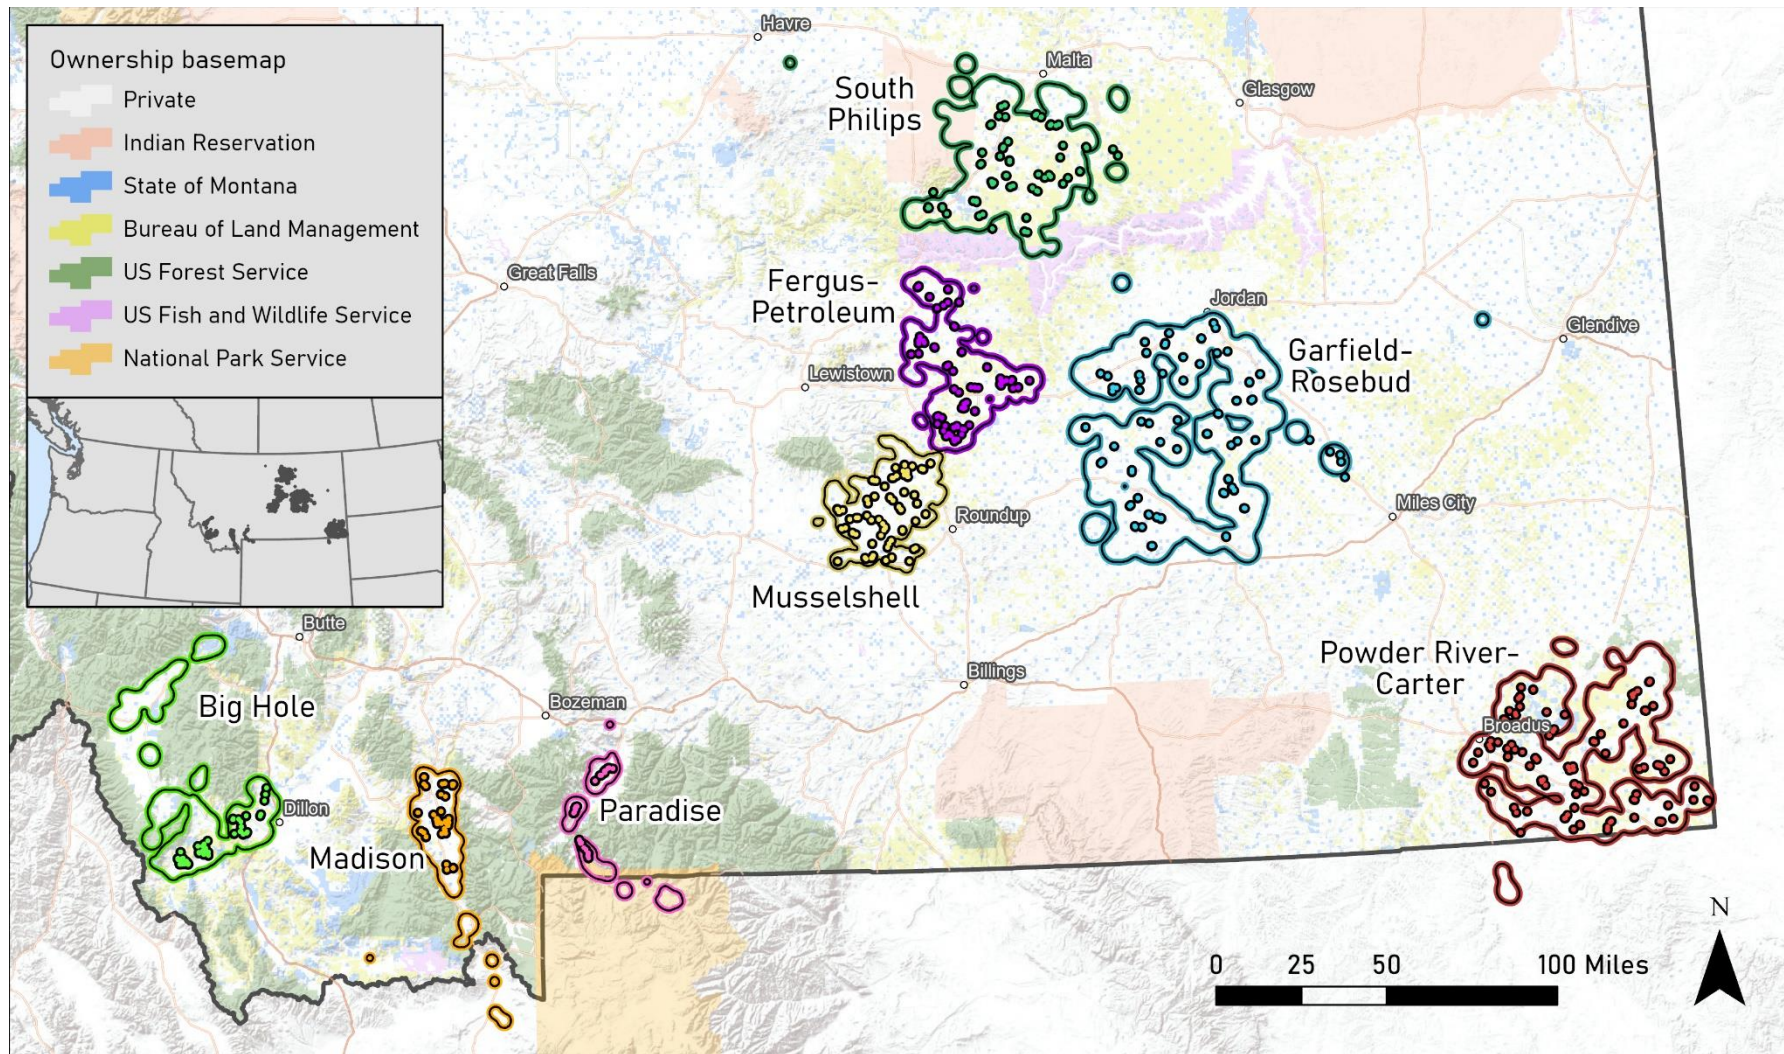 Ownership basemap
Private
Indian Reservation
State of Montana
Bureau of Land Management
US Forest Service
US Fish and Wildlife Service
National Park Service
Havre
Malta
Glasgow
South
Philips
Great Falls
Fergus-
Petroleum
Jordan
Glendive
Garfield-
Rosebud
Lewistown
Miles City
Roundup
Musselshell
Butte
Billings
Powder River-
Carter
Broadus
Big Hole
Bozeman
Dillon
Paradise
Madison
N
0 25 50 100 Miles